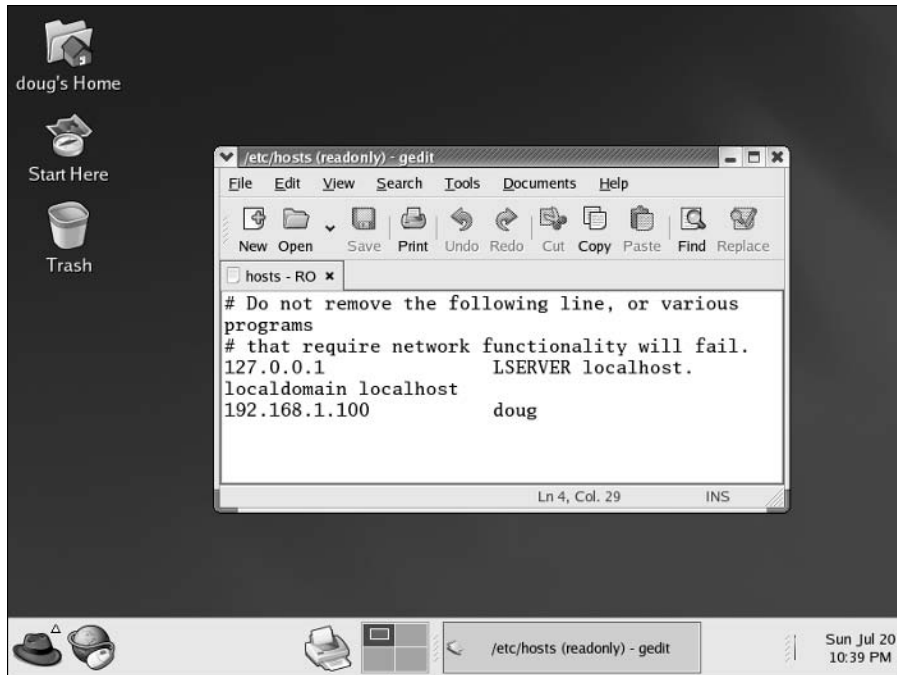 doug's Home
Start Here
Trash
/etc/hosts (readonly) - gedit
File Edit View Search Tools Documents Help
New Open Save Print Undo Redo Cut Copy Paste Find Replace
hosts - RO
# Do not remove the following line, or various
programs
# that require network functionality will fail.
127.0.0.1 LSERVER localhost.
localdomain localhost
192.168.1.100 doug
Ln 4, Col. 29 INS
/etc/hosts (readonly) - gedit
Sun Jul 20
10:39 PM